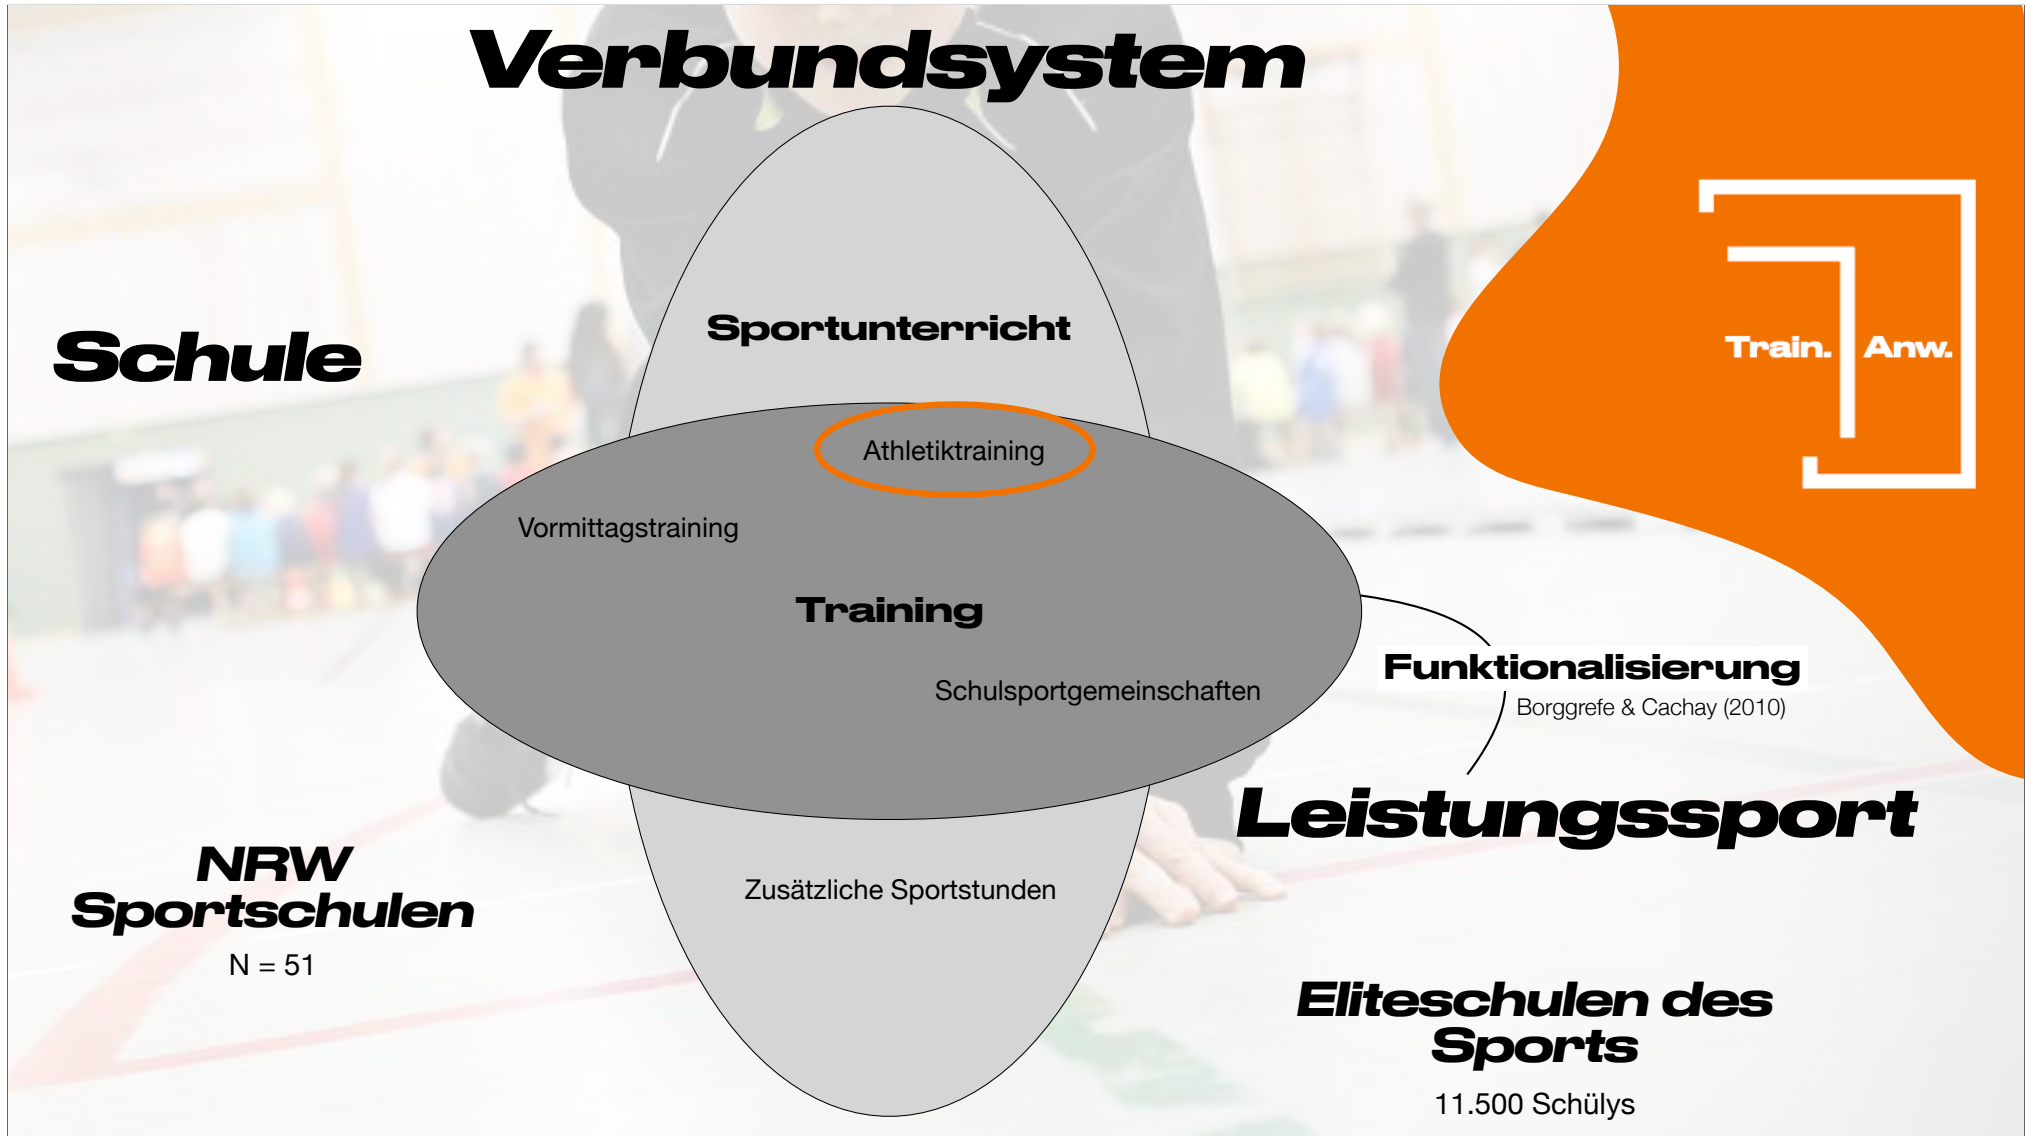 Verbundsystem
Schule
Sportunterricht
Train.
Anw.
Athletiktraining
Vormittagstraining
Training
Schulsportgemeinschaften
Funktionalisierung
Borggrefe & Cachay (2010)
Leistungssport
NRW
Sportschulen
N = 51
Zusätzliche Sportstunden
Eliteschulen des
Sports
11.500 Schülys